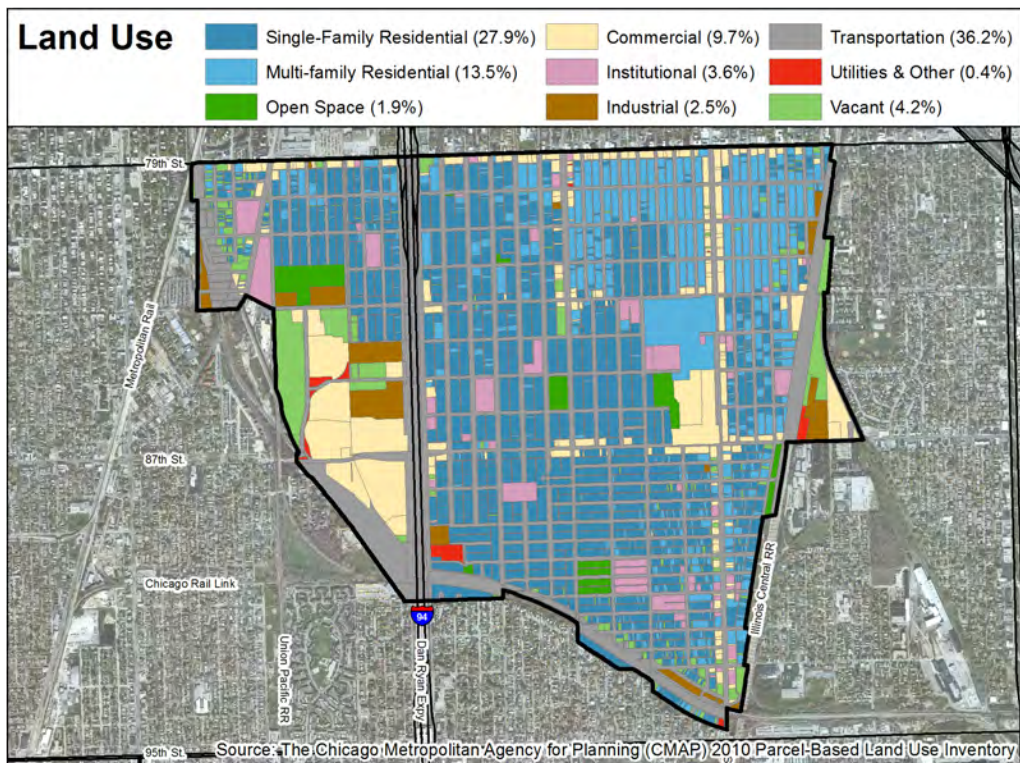 Land Use
Single-Family Residential (27.9%)
Commercial (9.7%)
Transportation (36.2%)
Multi-family Residential (13.5%)
Institutional (3.6%)
Utilities & Other (0.4%)
Open Space (1.9%)
Industrial (2.5%)
Vacant (4.2%)
79th St.
Metropolitan Rail
87th St.
Chicago Rail Link
Illinois Central RR
94
Union Pacific RR
Dan Ryan Expy
95th St.
Source: The Chicago Metropolitan Agency for Planning (CMAP) 2010 Parcel-Based Land Use Inventory